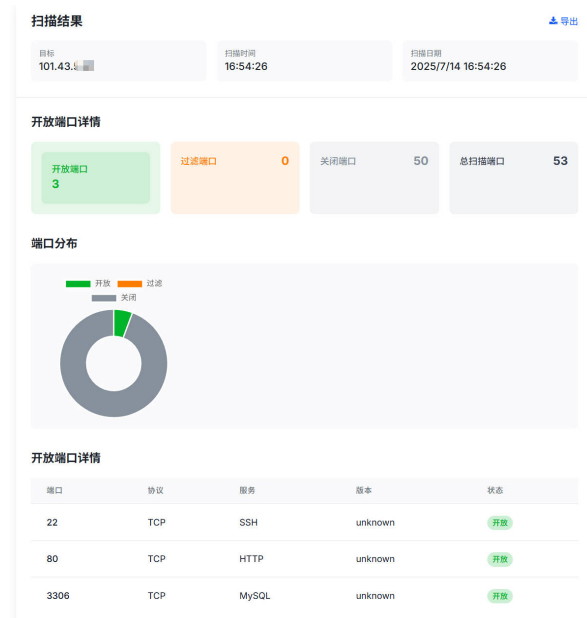 扫描结果
导出
目标
扫描时间
扫描日期
101.43.
16:54:26
2025/7/14 16:54:26
开放端口详情
开放端口
3
过滤端口
0
关闭端口
50
总扫描端口
53
端口分布
开放
过滤
关闭
开放端口详情
端口 协议 服务 版本 状态
22 TCP SSH unknown 开放
80 TCP HTTP unknown 开放
3306 TCP MySQL unknown 开放